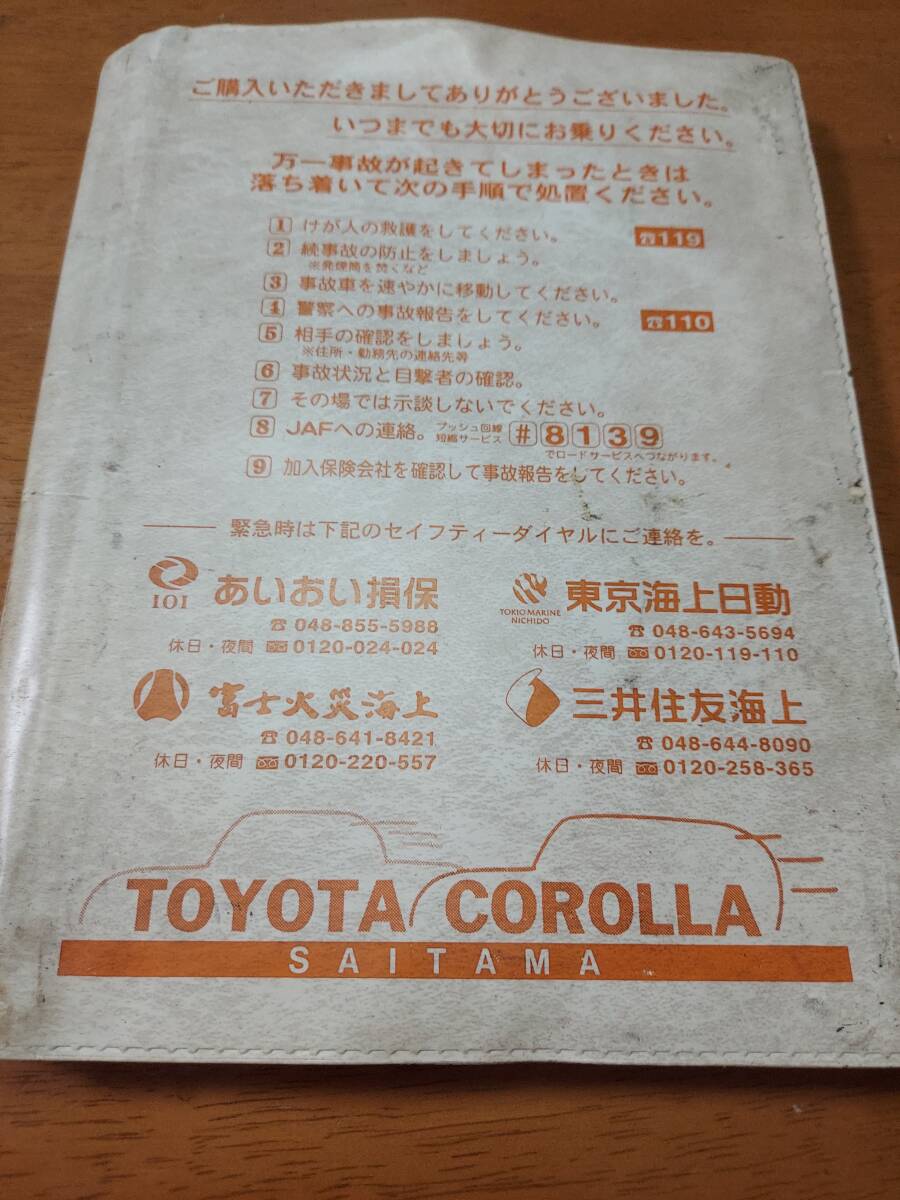 ご購入いただきましてありがとうございました。
いつまでも大切にお乗りください。
万一事故が起きてしまったときは
落ち着いて次の手順で処置ください。
1 けが人の救護をしてください。 ☎119
2 続事故の防止をしましょう。
※発煙筒を焚くなど
3 事故車を速やかに移動してください。
4 警察への事故報告をしてください。 ☎110
5 相手の確認をしましょう。
※住所・勤務先の連絡先等
6 事故状況と目撃者の確認。
7 その場では示談しないでください。
8 JAFへの連絡。 プッシュ回線 短縮サービス #8139
でロードサービスへつながります。
9 加入保険会社を確認して事故報告をしてください。
緊急時は下記のセイフティーダイヤルにご連絡を。
IOI あいおい損保
☎ 048-855-5988
休日・夜間 0120-024-024
TOKIO MARINE NICHIDO 東京海上日動
☎ 048-643-5694
休日・夜間 0120-119-110
富士火災海上
☎ 048-641-8421
休日・夜間 0120-220-557
三井住友海上
☎ 048-644-8090
休日・夜間 0120-258-365
TOYOTA COROLLA
SAITAMA